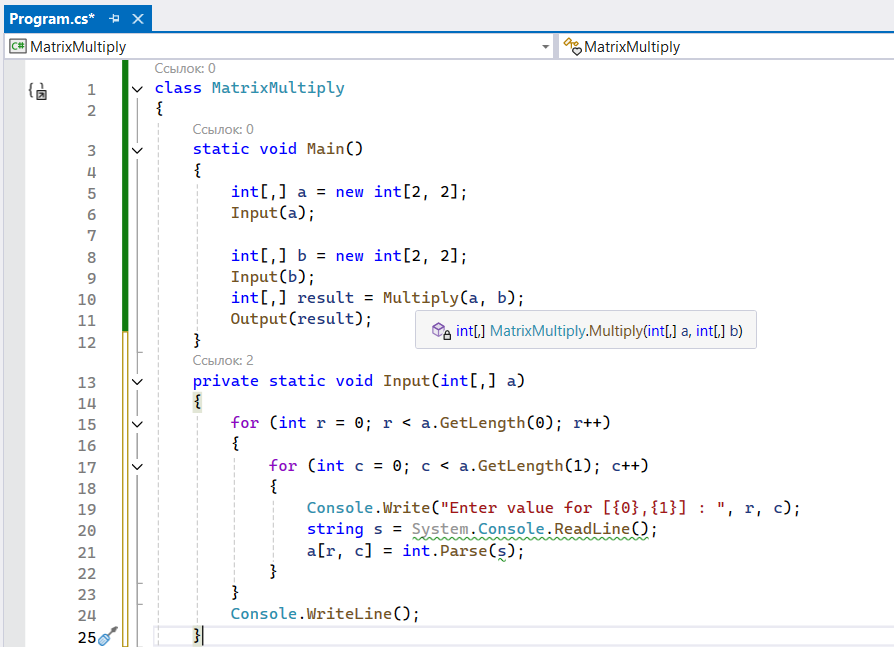 Program.cs*
MatrixMultiply MatrixMultiply
Ссылок: 0
1 class MatrixMultiply
2 {
Ссылок: 0
3 static void Main()
4 {
5 int[,] a = new int[2, 2];
6 Input(a);
7
8 int[,] b = new int[2, 2];
9 Input(b);
10 int[,] result = Multiply(a, b);
11 Output(result);
int[,] MatrixMultiply.Multiply(int[,] a, int[,] b)
12 }
Ссылок: 2
13 private static void Input(int[,] a)
14 {
15 for (int r = 0; r < a.GetLength(0); r++)
16 {
17 for (int c = 0; c < a.GetLength(1); c++)
18 {
19 Console.Write("Enter value for [{0},{1}] : ", r, c);
20 string s = System.Console.ReadLine();
21 a[r, c] = int.Parse(s);
22 }
23 }
24 Console.WriteLine();
25 }